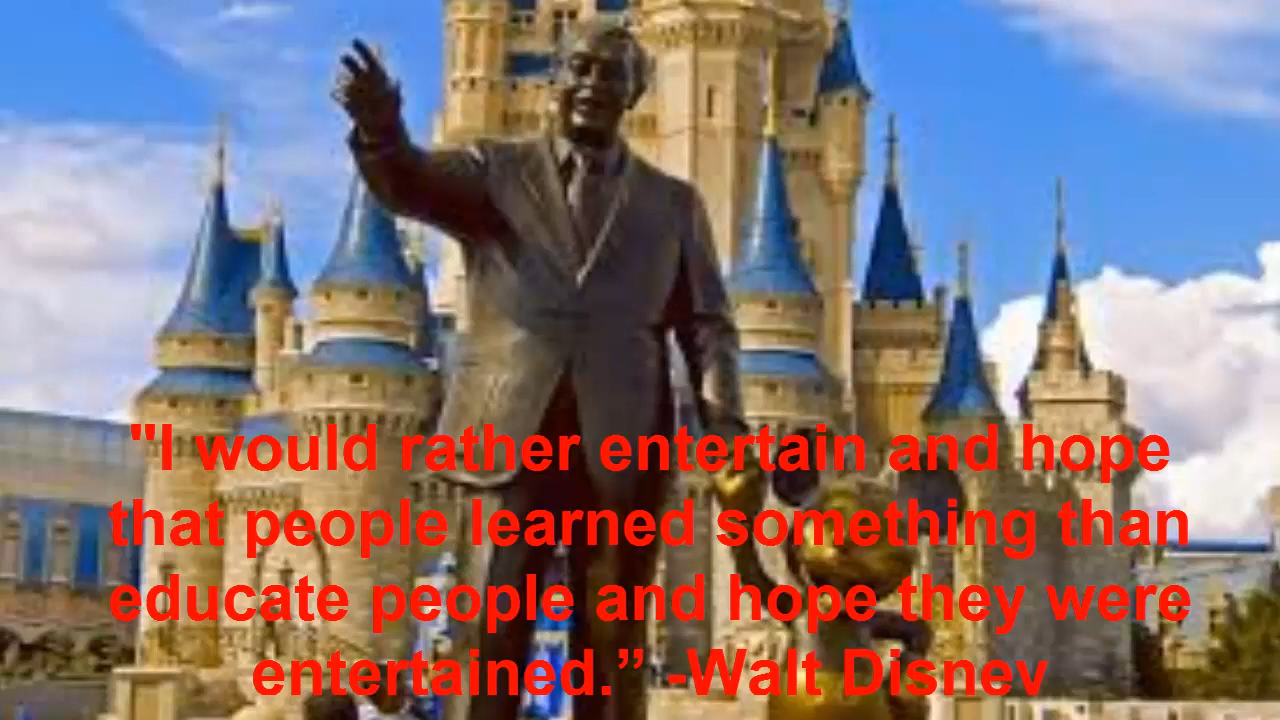 "I would rather entertain and hope
that people learned something than
educate people and hope they were
entertained.” -Walt Disney